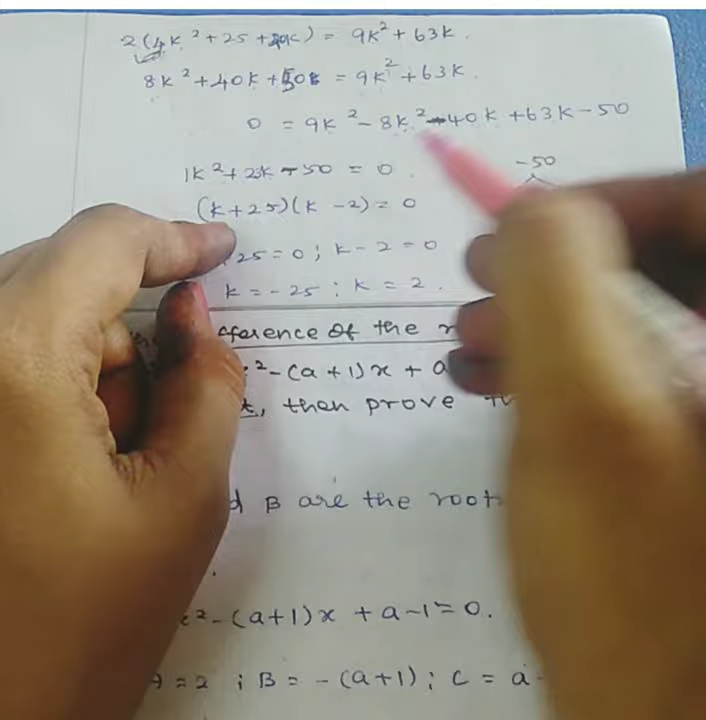 2(4k² + 25 + 20k) = 9k² + 63k.
8k² + 40k + 50 = 9k² + 63k.
0 = 9k² - 8k² - 40k + 63k - 50
-50
1k² + 23k - 50 = 0.
(k + 25)(k - 2) = 0
25 = 0 ; k - 2 = 0
k = -25 ; k = 2.
fference of the r
² - (a + 1)x + a
t, then prove
d B are the root
x² - (a+1)x + a-1 = 0.
A = 2 ; B = -(a+1) ; C = a-